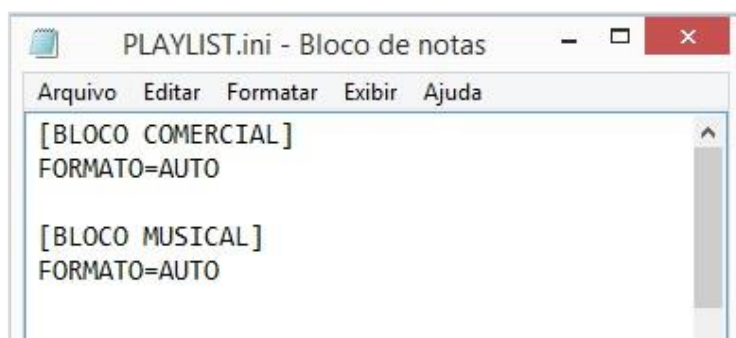 PLAYLIST.ini - Bloco de notas
Arquivo Editar Formatar Exibir Ajuda
[BLOCO COMERCIAL]
FORMATO=AUTO
[BLOCO MUSICAL]
FORMATO=AUTO